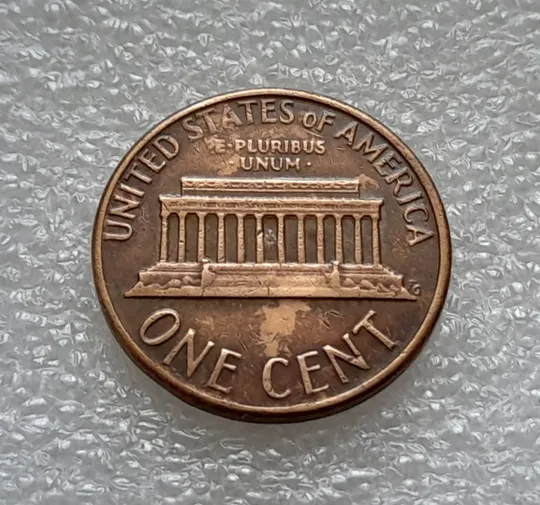 UNITED STATES oF AMERICA
E·PLURIBUS
·UNUM·
ONE CENT